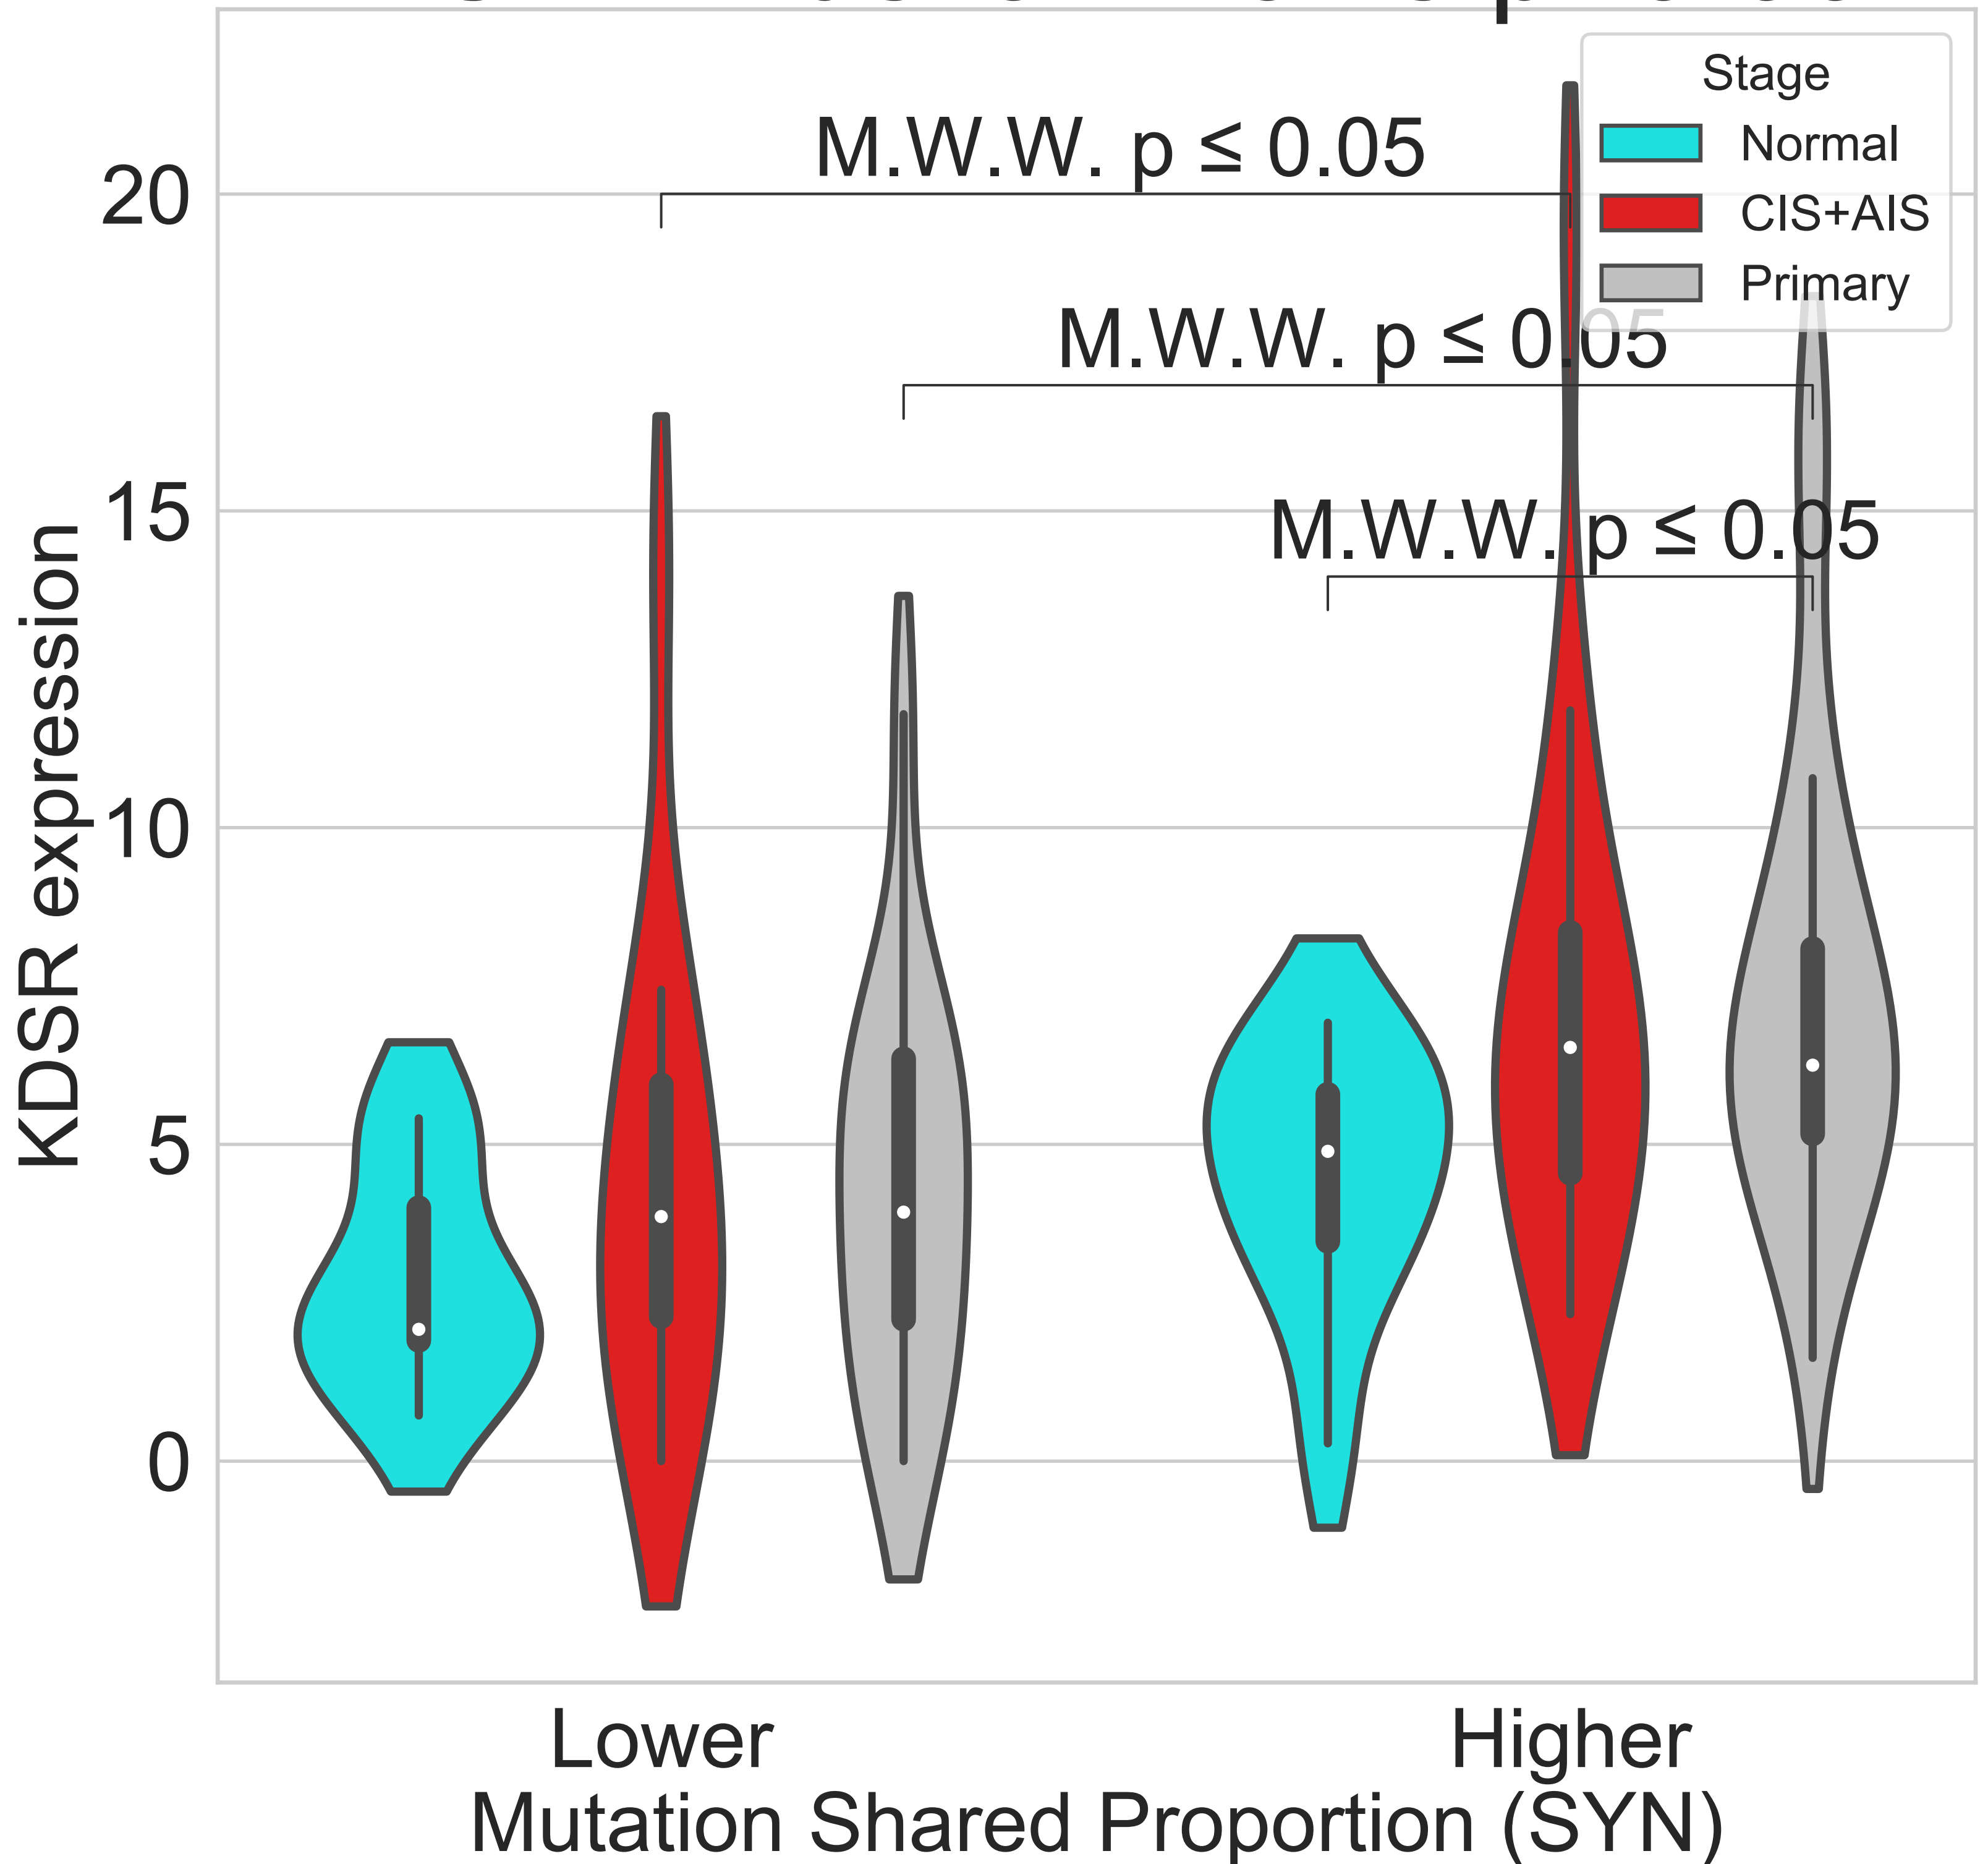 Stage
Normal
CIS+AIS
Primary
M.W.W. p ≤ 0.05
M.W.W. p ≤ 0.05
M.W.W. p ≤ 0.05
20
15
10
5
0
KDSR expression
Lower
Higher
Mutation Shared Proportion (SYN)